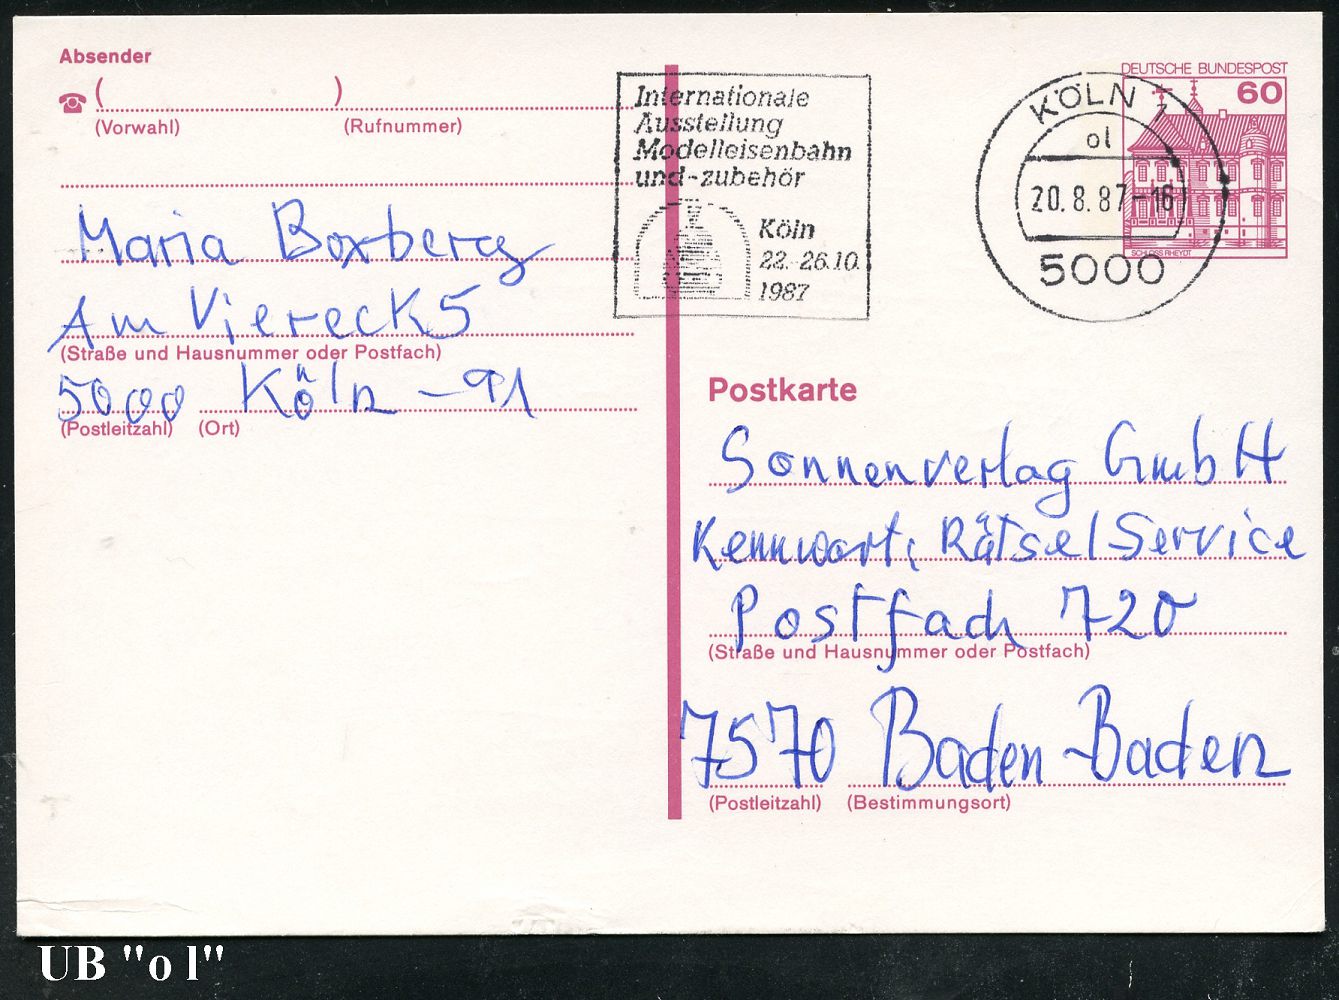 Absender
( )
(Vorwahl) (Rufnummer)
Maria Boxberg
Am Viereck 5
(Straße und Hausnummer oder Postfach)
5000 Köln - 91
(Postleitzahl) (Ort)
Internationale
Ausstellung
Modelleisenbahn
und -zubehör
Köln
22.-26.10.
1987
KÖLN 1
ol
20.8.87-16
5000
DEUTSCHE BUNDESPOST
60
SCHLOSS RHEYDT
Postkarte
Sonnenverlag GmbH
Kennwort: Rätsel Service
Postfach 720
(Straße und Hausnummer oder Postfach)
7570 Baden-Baden
(Postleitzahl) (Bestimmungsort)
UB "o l"